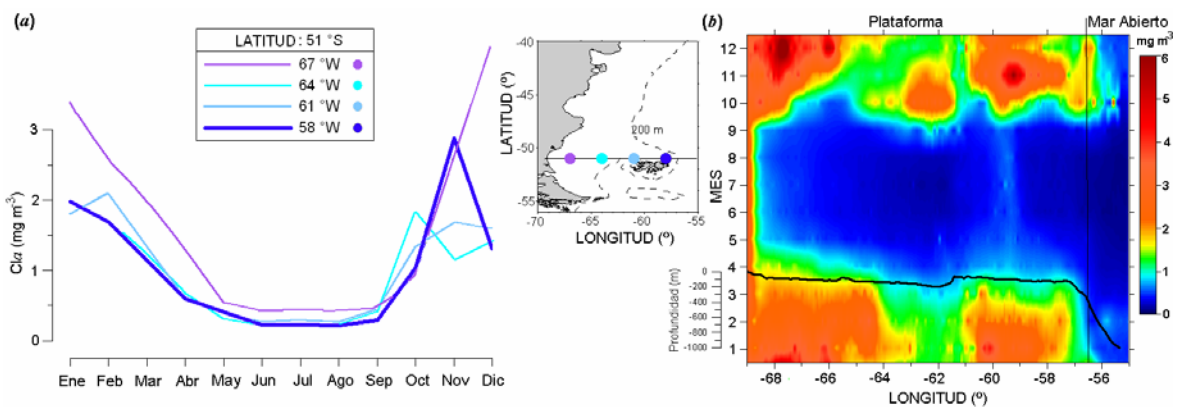 (a)
LATITUD: 51 °S
67 °W
64 °W
61 °W
58 °W
Cla (mg m-3)
3
2
1
0
Ene Feb Mar Abr May Jun Jul Ago Sep Oct Nov Dic
-40
-45
-50
-55
LATITUD (º)
200 m
-70 -65 -60 -55
LONGITUD (º)
(b)
Plataforma Mar Abierto
mg m3
12
11
10
9
8
7
6
5
4
3
2
1
MES
0
-200
-400
-600
-800
-1000
Profundidad (m)
-68 -66 -64 -62 -60 -58 -56
LONGITUD (º)
6
5
4
3
2
1
0